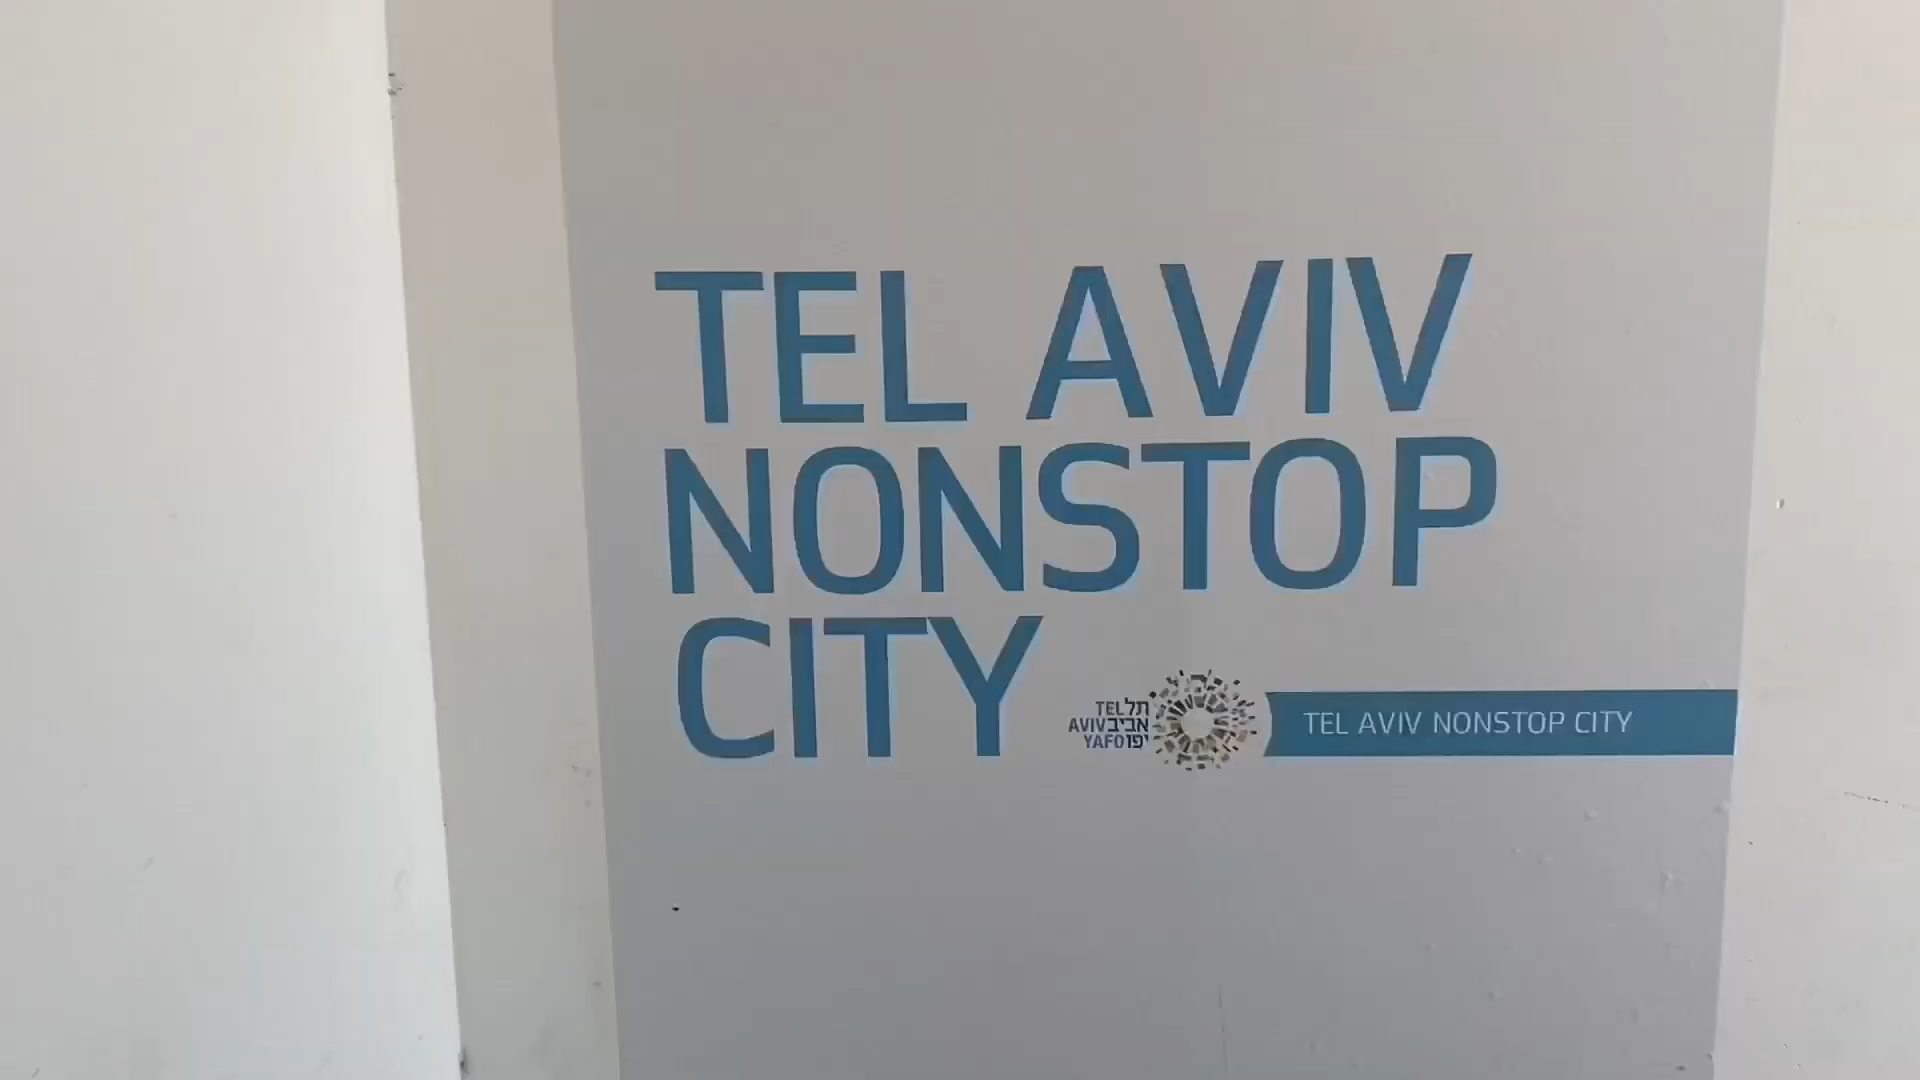 TEL AVIV
NONSTOP
CITY
TEL תל
AVIV אביב
YAFO יפו
TEL AVIV NONSTOP CITY